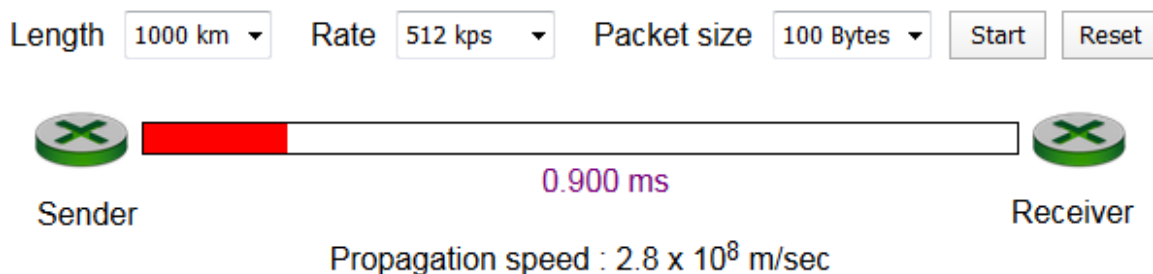 Length 1000 km Rate 512 kps Packet size 100 Bytes Start Reset
0.900 ms
Sender Receiver
Propagation speed : 2.8 x 10⁸ m/sec